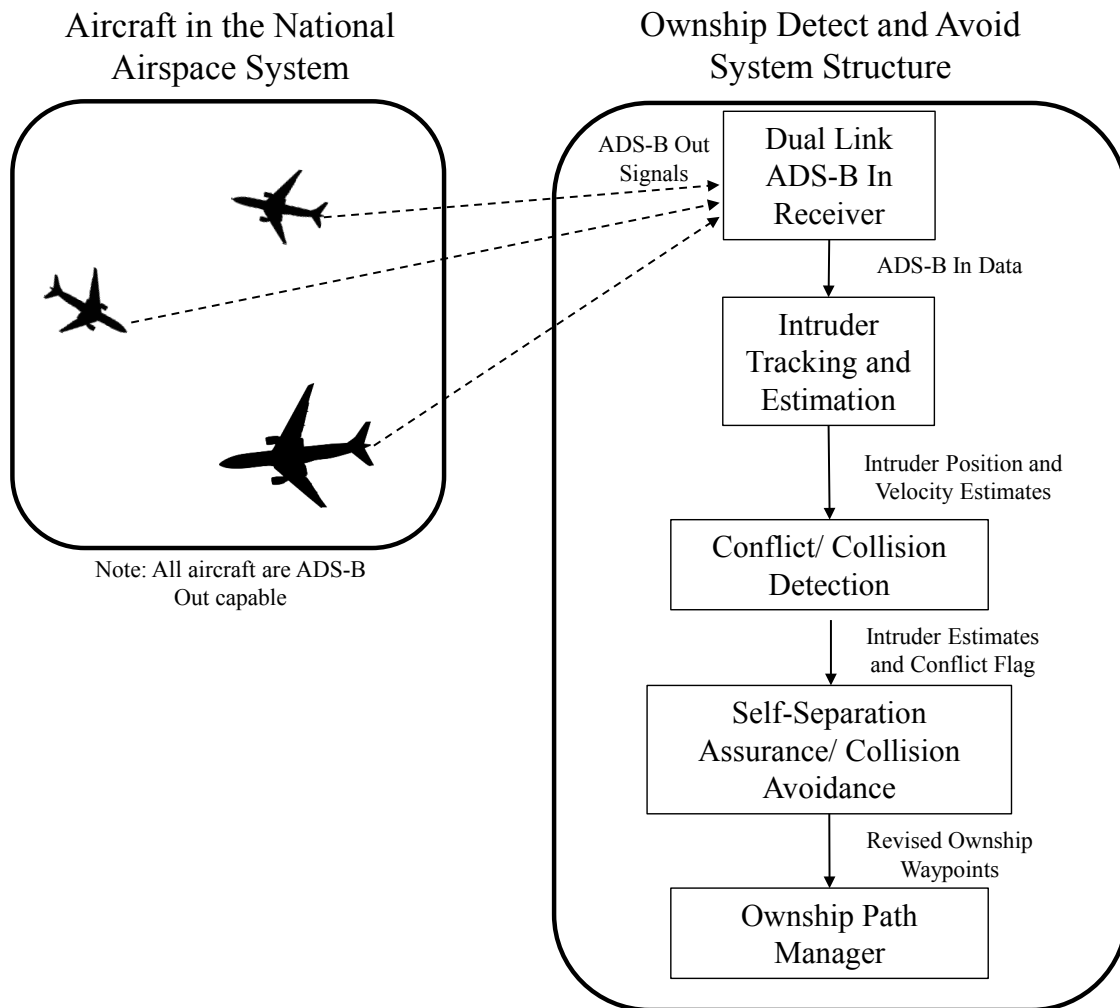 Aircraft in the National
Airspace System
Note: All aircraft are ADS-B
Out capable
Ownship Detect and Avoid
System Structure
ADS-B Out
Signals
Dual Link
ADS-B In
Receiver
ADS-B In Data
Intruder
Tracking and
Estimation
Intruder Position and
Velocity Estimates
Conflict/ Collision
Detection
Intruder Estimates
and Conflict Flag
Self-Separation
Assurance/ Collision
Avoidance
Revised Ownship
Waypoints
Ownship Path
Manager